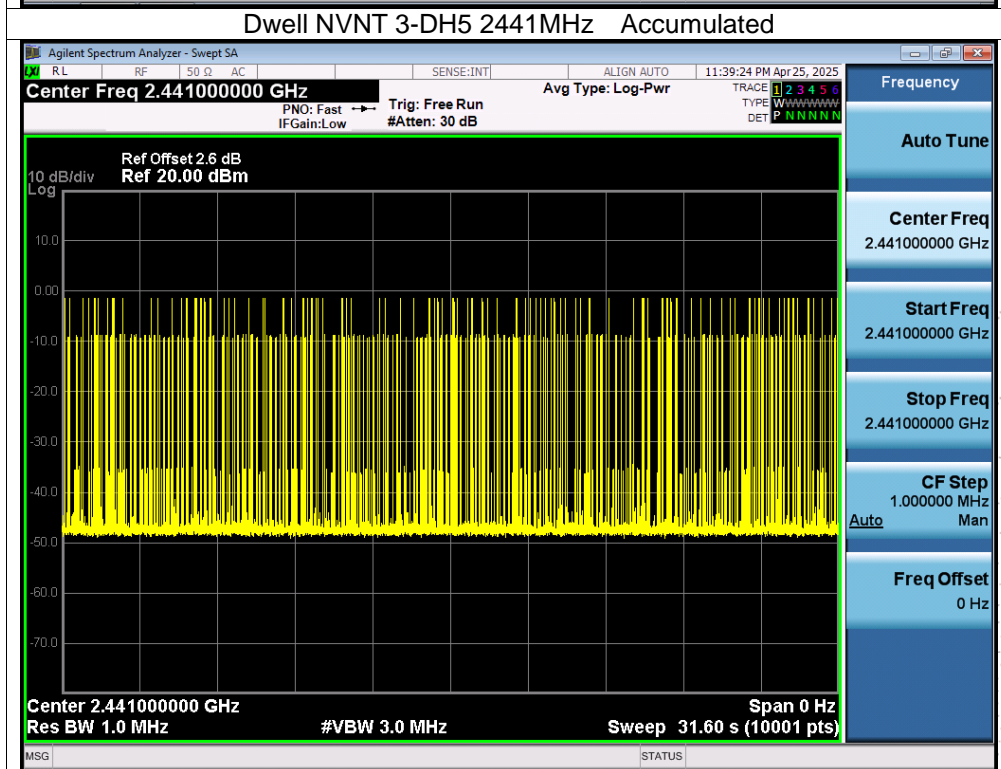 Dwell NVNT 3-DH5 2441MHz Accumulated
Agilent Spectrum Analyzer - Swept SA
LXI RL RF 50 Ω AC SENSE:INT ALIGN AUTO 11:39:24 PM Apr 25, 2025
Center Freq 2.441000000 GHz
PNO: Fast
IFGain:Low
Trig: Free Run
#Atten: 30 dB
Avg Type: Log-Pwr
TRACE 1 2 3 4 5 6
TYPE WWWWWW
DET P N N N N N
Ref Offset 2.6 dB
10 dB/div Ref 20.00 dBm
Log
10.0
0.00
-10.0
-20.0
-30.0
-40.0
-50.0
-60.0
-70.0
Center 2.441000000 GHz Span 0 Hz
Res BW 1.0 MHz #VBW 3.0 MHz Sweep 31.60 s (10001 pts)
MSG STATUS
Frequency
Auto Tune
Center Freq
2.441000000 GHz
Start Freq
2.441000000 GHz
Stop Freq
2.441000000 GHz
CF Step
1.000000 MHz
Auto Man
Freq Offset
0 Hz